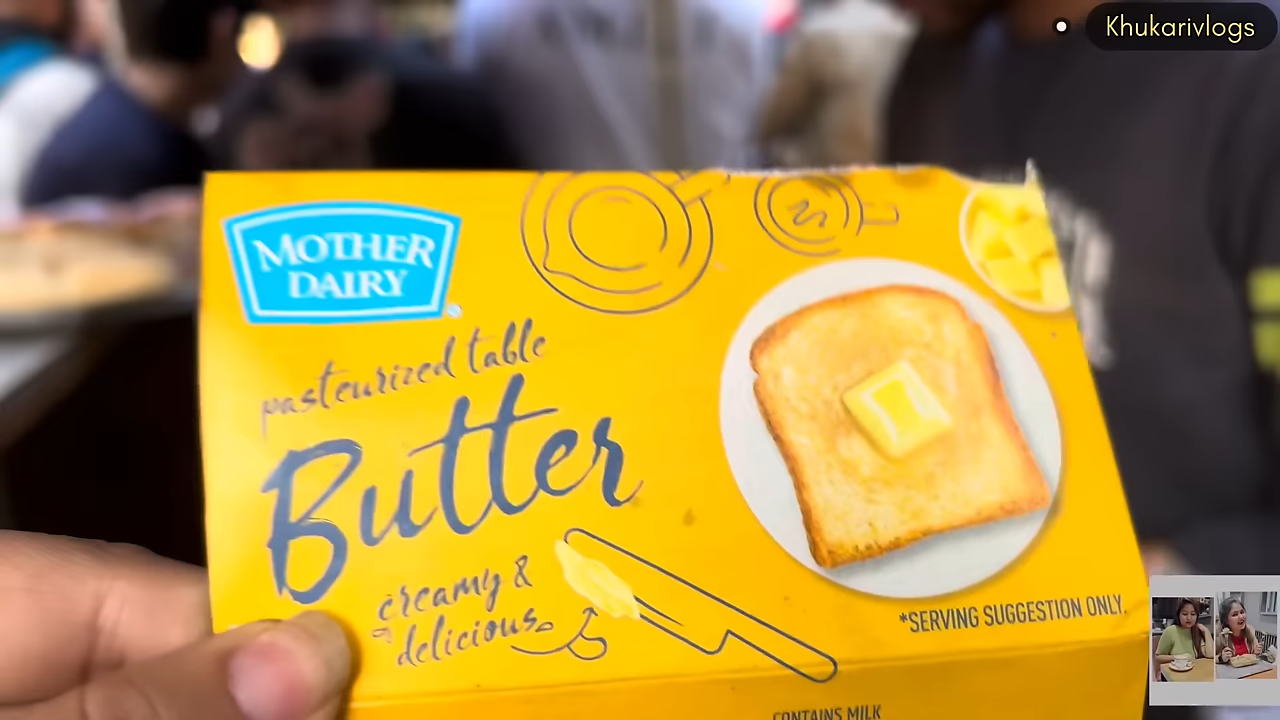 Khukarivlogs
MOTHER
DAIRY
pasteurized table
Butter
creamy &
delicious
*SERVING SUGGESTION ONLY.
CONTAINS MILK